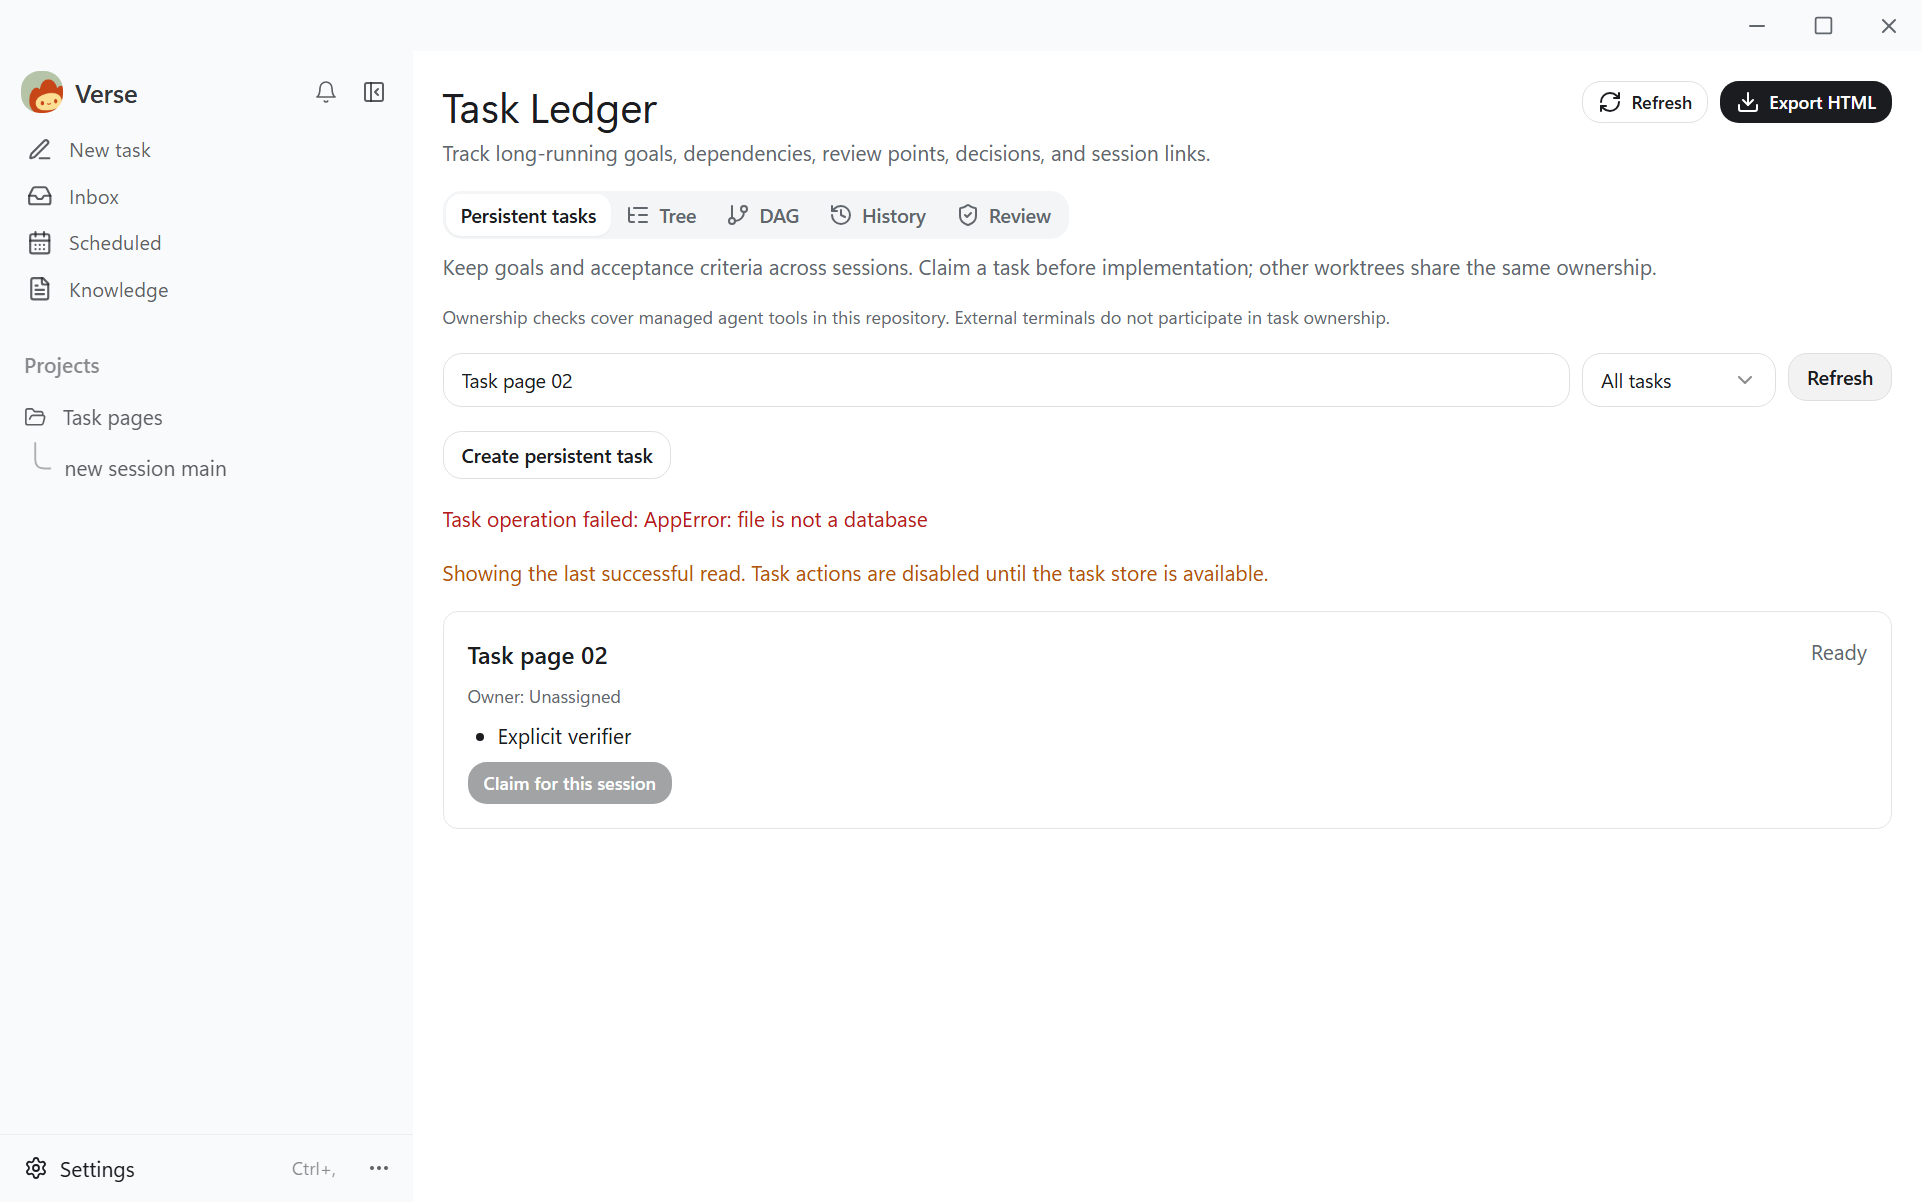 Verse
New task
Inbox
Scheduled
Knowledge
Projects
Task pages
new session main
Settings
Ctrl+,
Task Ledger
Refresh
Export HTML
Track long-running goals, dependencies, review points, decisions, and session links.
Persistent tasks
Tree
DAG
History
Review
Keep goals and acceptance criteria across sessions. Claim a task before implementation; other worktrees share the same ownership.
Ownership checks cover managed agent tools in this repository. External terminals do not participate in task ownership.
Task page 02
All tasks
Refresh
Create persistent task
Task operation failed: AppError: file is not a database
Showing the last successful read. Task actions are disabled until the task store is available.
Task page 02
Ready
Owner: Unassigned
Explicit verifier
Claim for this session